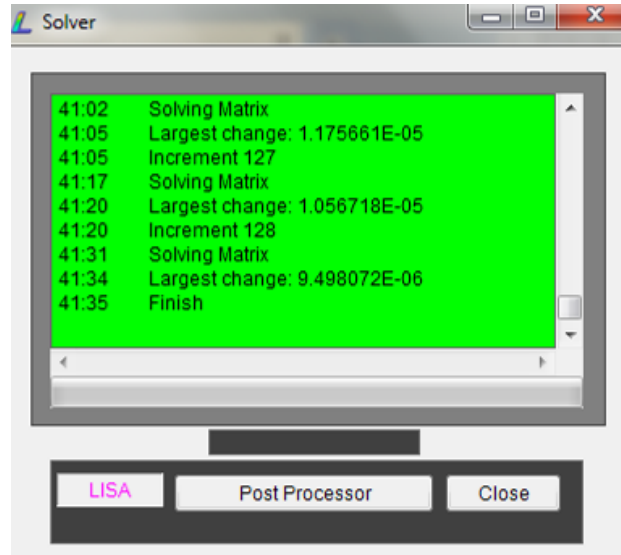 Solver
41:02 Solving Matrix
41:05 Largest change: 1.175661E-05
41:05 Increment 127
41:17 Solving Matrix
41:20 Largest change: 1.056718E-05
41:20 Increment 128
41:31 Solving Matrix
41:34 Largest change: 9.498072E-06
41:35 Finish
LISA Post Processor Close